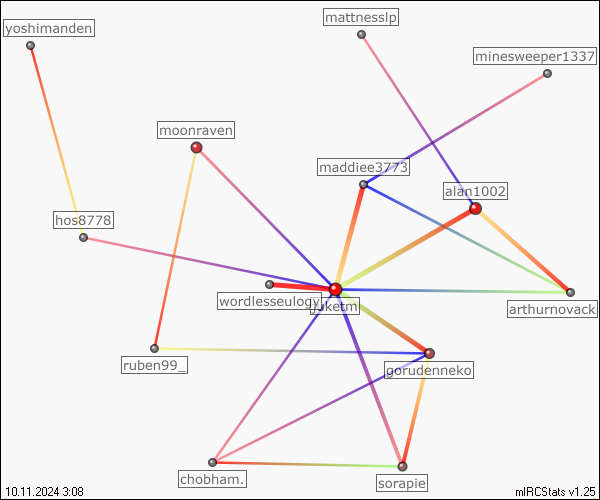 mattnesslp
yoshimanden
minesweeper1337
moonraven
maddiee3773
alan1002
hos8778
wordlesseulogy
juketm
arthurnovack
ruben99_
gorudenneko
chobham.
sorapie
10.11.2024 3:08
mIRCStats v1.25